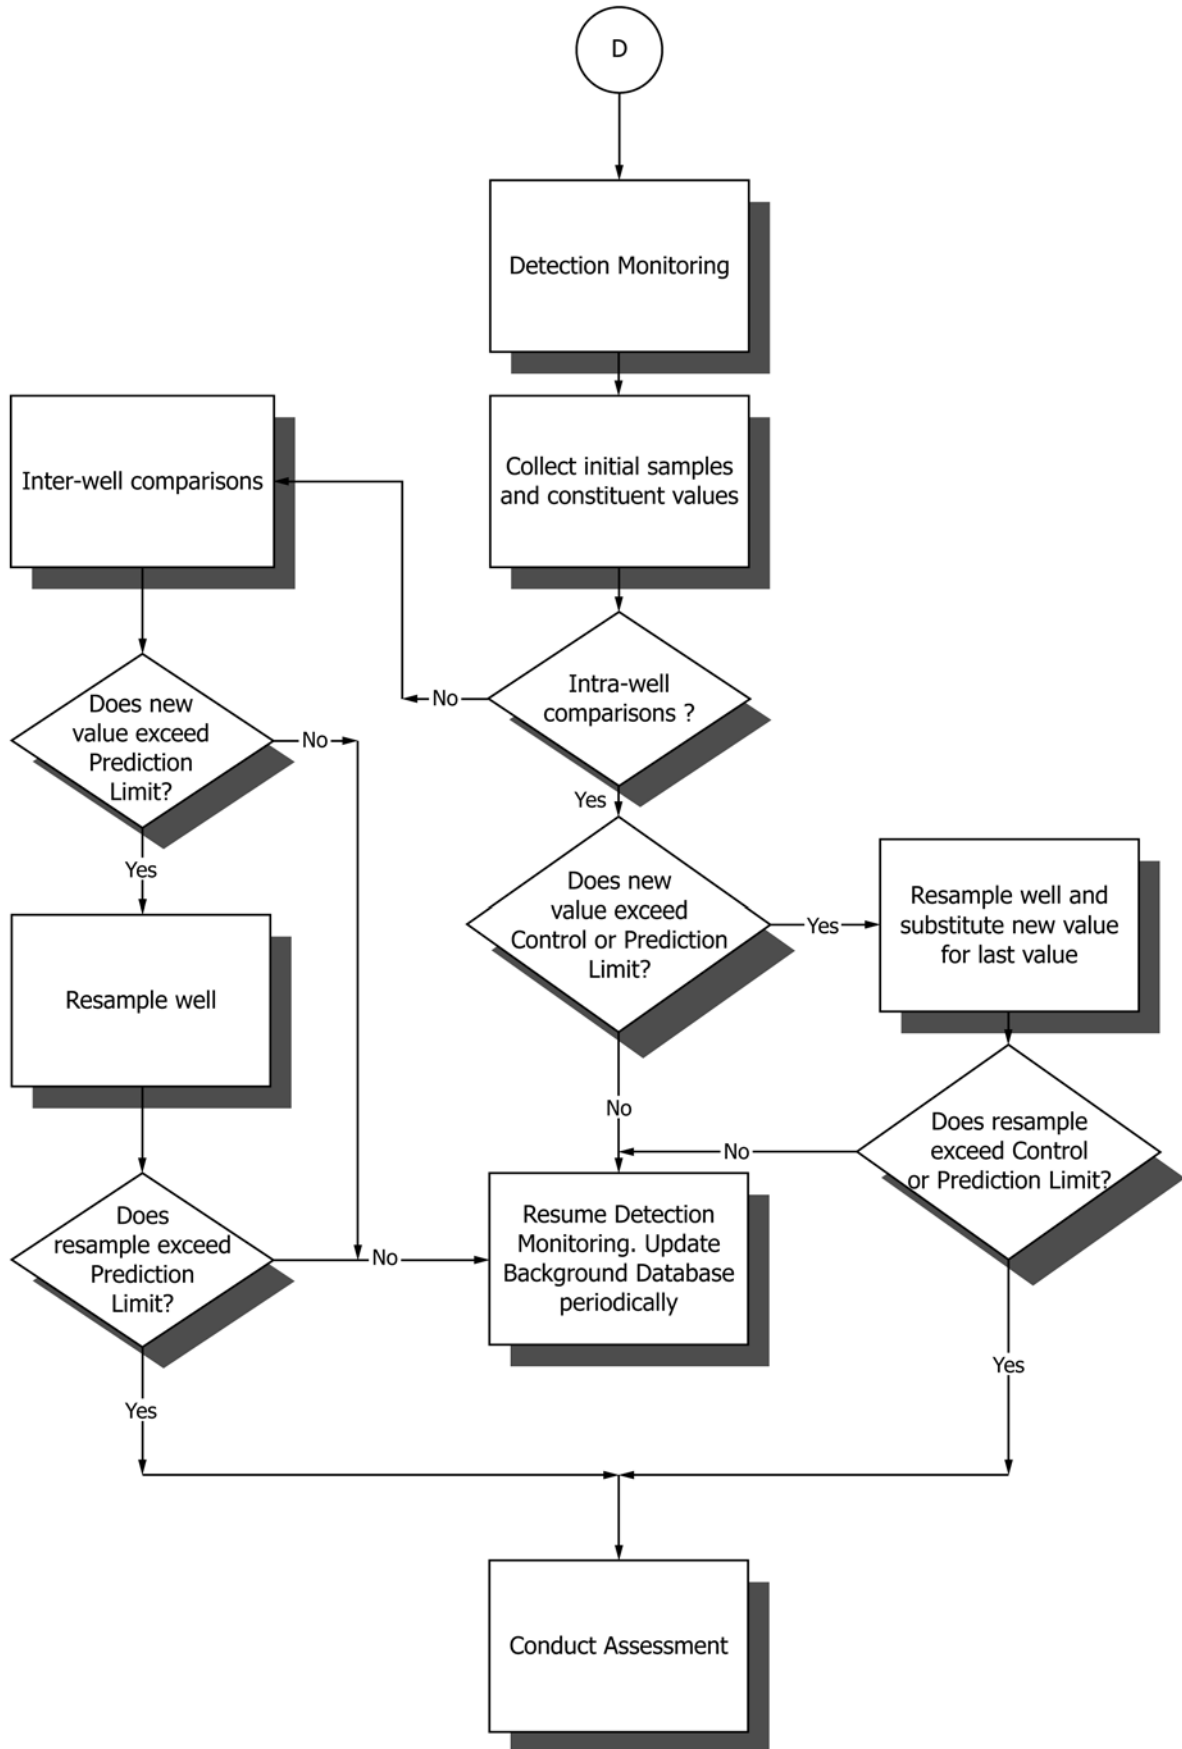 D
Detection Monitoring
Collect initial samples
and constituent values
Inter-well comparisons
Intra-well
comparisons ?
No
Yes
Does new
value exceed
Prediction
Limit?
No
Yes
Does new
value exceed
Control or Prediction
Limit?
Yes
No
Resample well and
substitute new value
for last value
Resample well
Does resample
exceed Control
or Prediction Limit?
No
Yes
Does
resample exceed
Prediction
Limit?
No
Yes
Resume Detection
Monitoring. Update
Background Database
periodically
Conduct Assessment